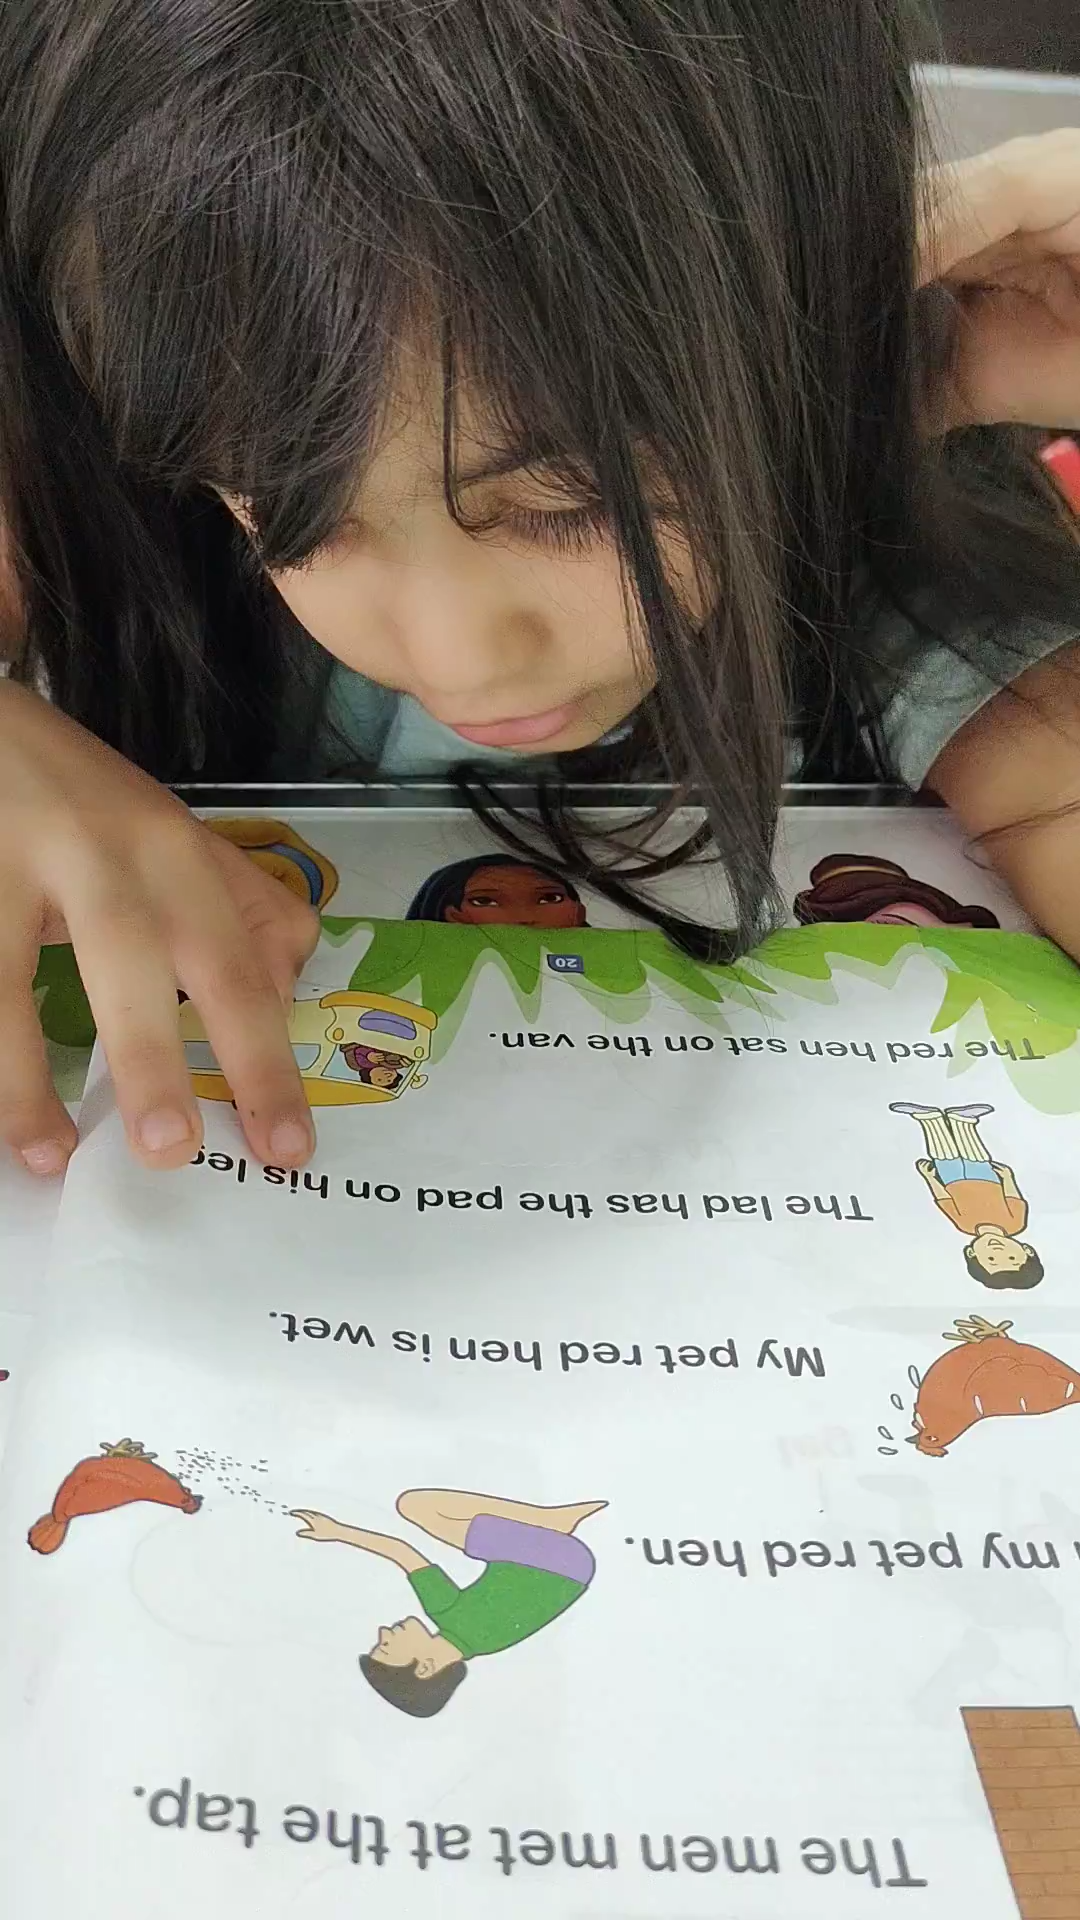 The men met at the tap.
my pet red hen.
My pet red hen is wet.
The lad has the pad on his leg
The red hen sat on the van.
20